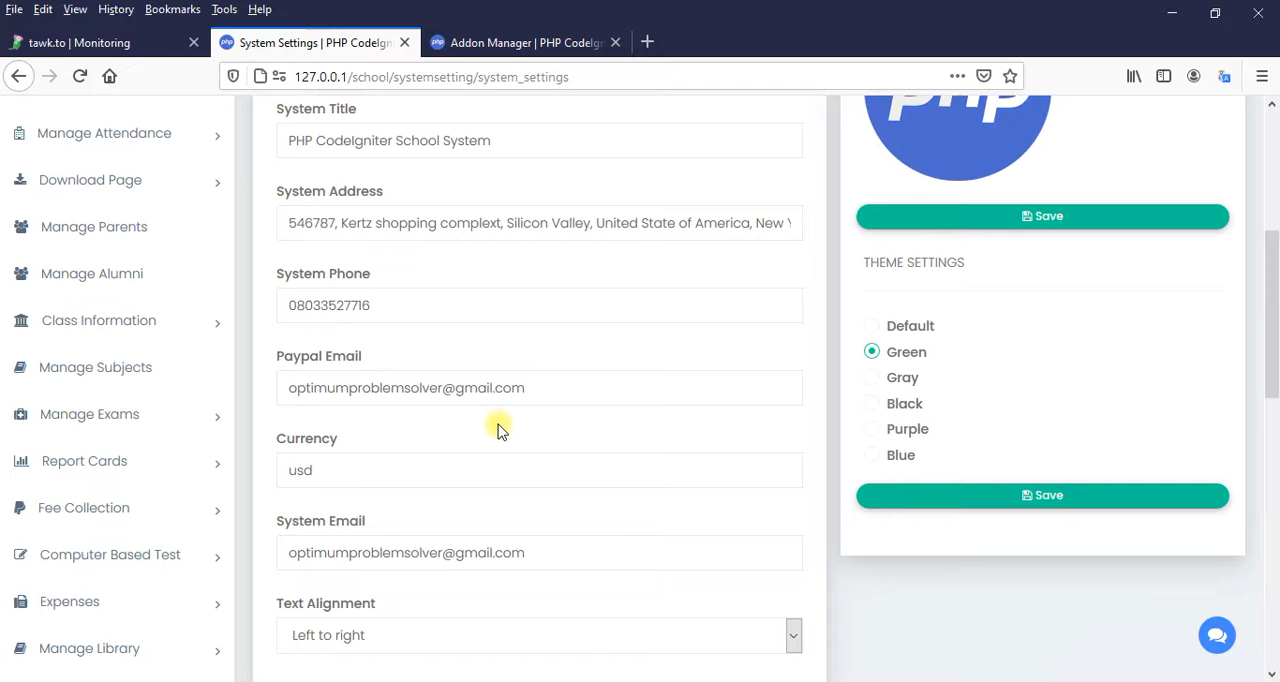 File Edit View History Bookmarks Tools Help
tawk.to | Monitoring
System Settings | PHP CodeIgni
Addon Manager | PHP CodeIg
127.0.0.1/school/systemsetting/system_settings
Manage Attendance
Download Page
Manage Parents
Manage Alumni
Class Information
Manage Subjects
Manage Exams
Report Cards
Fee Collection
Computer Based Test
Expenses
Manage Library
System Title
PHP CodeIgniter School System
System Address
546787, Kertz shopping complext, Silicon Valley, United State of America, New Y
System Phone
08033527716
Paypal Email
optimumproblemsolver@gmail.com
Currency
usd
System Email
optimumproblemsolver@gmail.com
Text Alignment
Left to right
php
Save
THEME SETTINGS
Default
Green
Gray
Black
Purple
Blue
Save